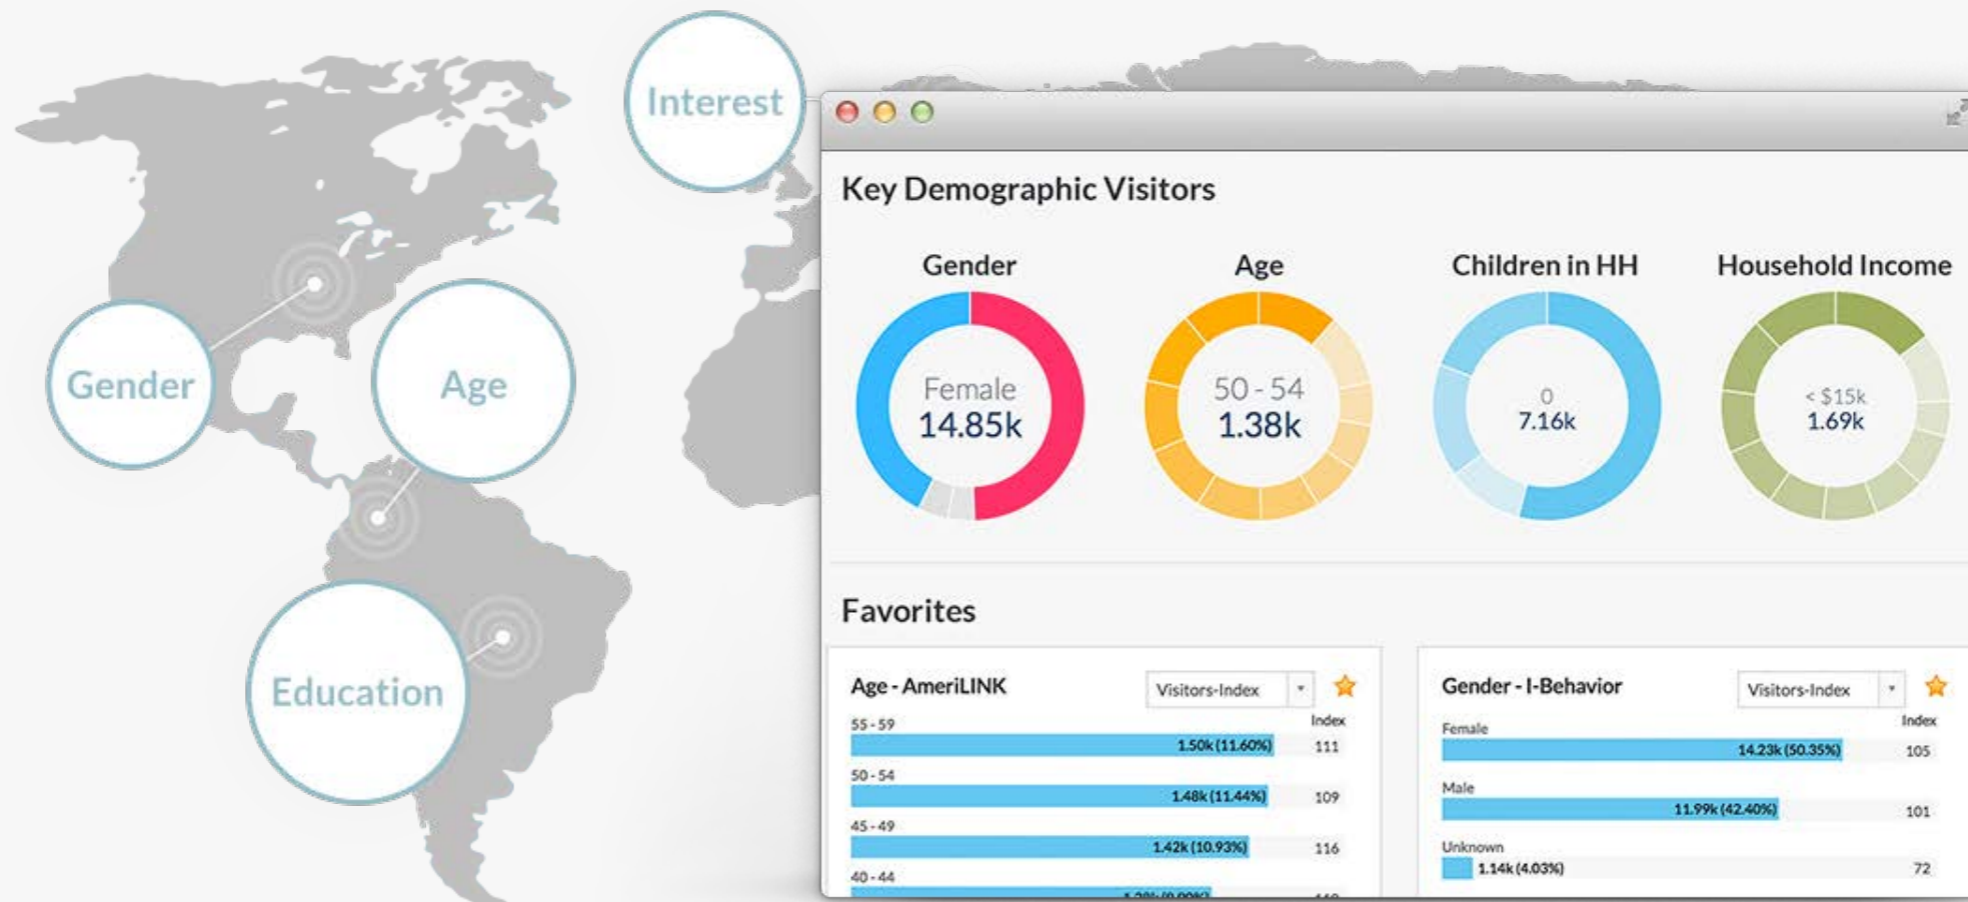 Interest
Gender
Age
Education
Key Demographic Visitors
Gender
Female
14.85k
Age
50 - 54
1.38k
Children in HH
0
7.16k
Household Income
< $15k
1.69k
Favorites
Age - AmeriLINK
Visitors-Index
Index
55 - 59
1.50k (11.60%) 111
50 - 54
1.48k (11.44%) 109
45 - 49
1.42k (10.93%) 116
40 - 44
Gender - I-Behavior
Visitors-Index
Index
Female
14.23k (50.35%) 105
Male
11.99k (42.40%) 101
Unknown
1.14k (4.03%) 72